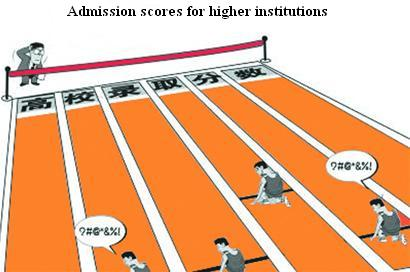 Admission scores for higher institutions
高校录取分数
?#@*&%!
?#@*&%!